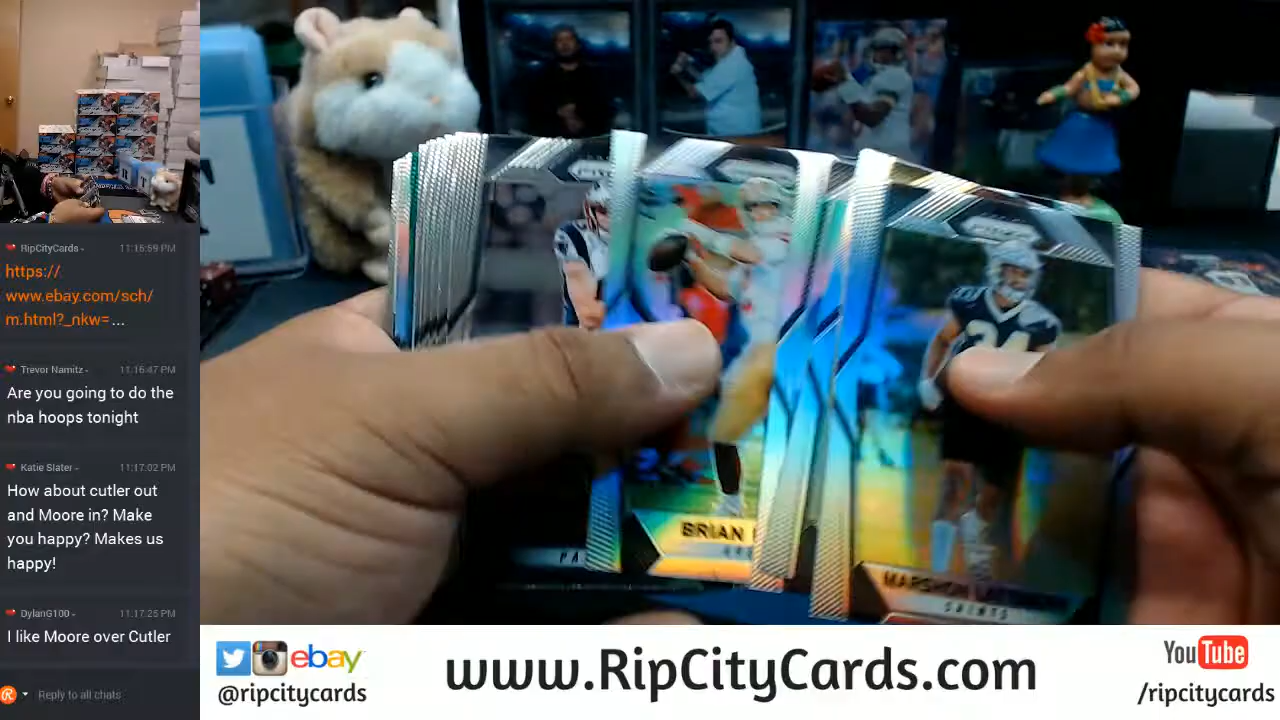 RipCityCards - 11:15:59 PM
https://
www.ebay.com/sch/
m.html?_nkw=...
Trevor Namitz - 11:16:47 PM
Are you going to do the
nba hoops tonight
Katie Slater - 11:17:02 PM
How about cutler out
and Moore in? Make
you happy? Makes us
happy!
DylanG100 - 11:17:25 PM
I like Moore over Cutler
Reply to all chats
BRIAN
MARSHON
SAINTS
ebay
@ripcitycards
www.RipCityCards.com
YouTube
/ripcitycards